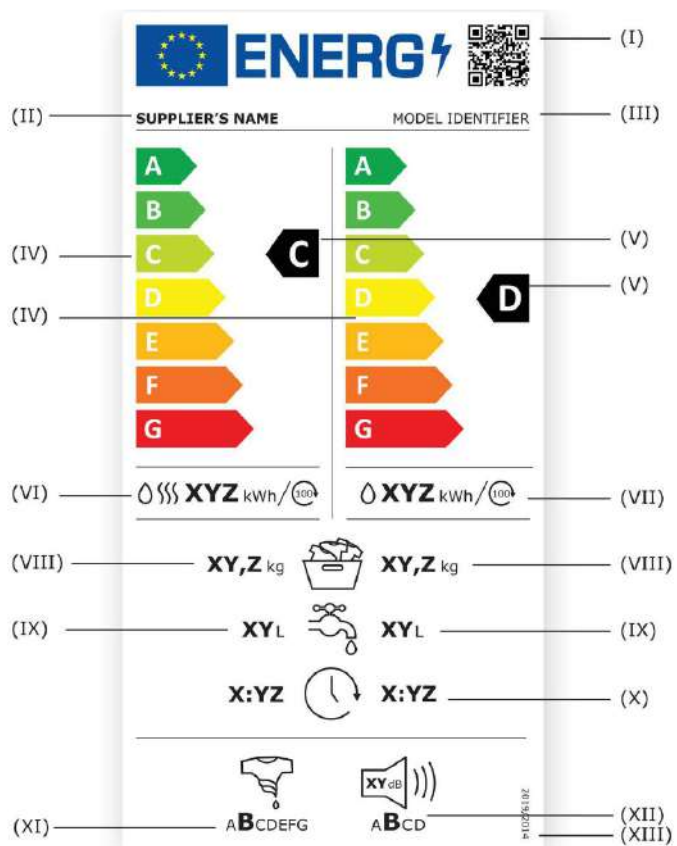 ENERG (I)
(II) SUPPLIER'S NAME MODEL IDENTIFIER (III)
A A
B B
(IV) C C C (V)
(IV) D D D (V)
E E
F F
G G
(VI) XYZ kWh/100 XYZ kWh/100 (VII)
(VIII) XY,Z kg XY,Z kg (VIII)
(IX) XY L XY L (IX)
X:YZ X:YZ (X)
XY dB
(XI) ABCDEFG ABCD (XII)
2019/2014 (XIII)